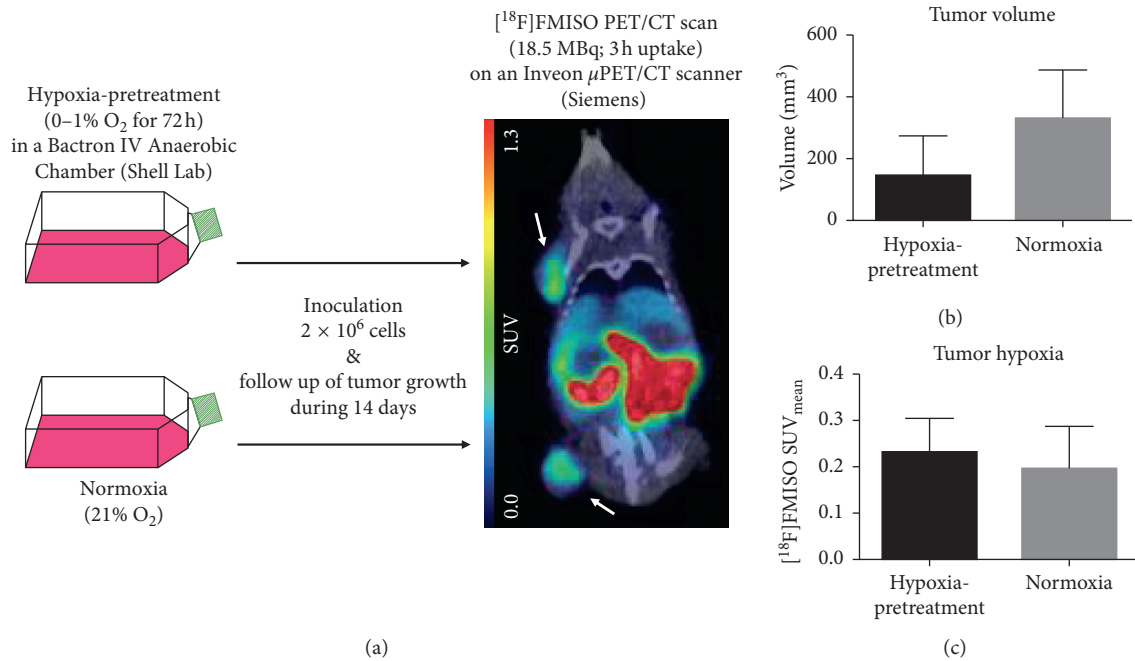 Hypoxia-pretreatment
(0–1% O₂ for 72 h)
in a Bactron IV Anaerobic
Chamber (Shell Lab)
Normoxia
(21% O₂)
Inoculation
2 × 10⁶ cells
&
follow up of tumor growth
during 14 days
[¹⁸F]FMISO PET/CT scan
(18.5 MBq; 3 h uptake)
on an Inveon μPET/CT scanner
(Siemens)
1.3
SUV
0.0
(a)
Tumor volume
Volume (mm³)
600
400
200
0
Hypoxia-
pretreatment
Normoxia
(b)
Tumor hypoxia
[¹⁸F]FMISO SUVmean
0.4
0.3
0.2
0.1
0.0
Hypoxia-
pretreatment
Normoxia
(c)